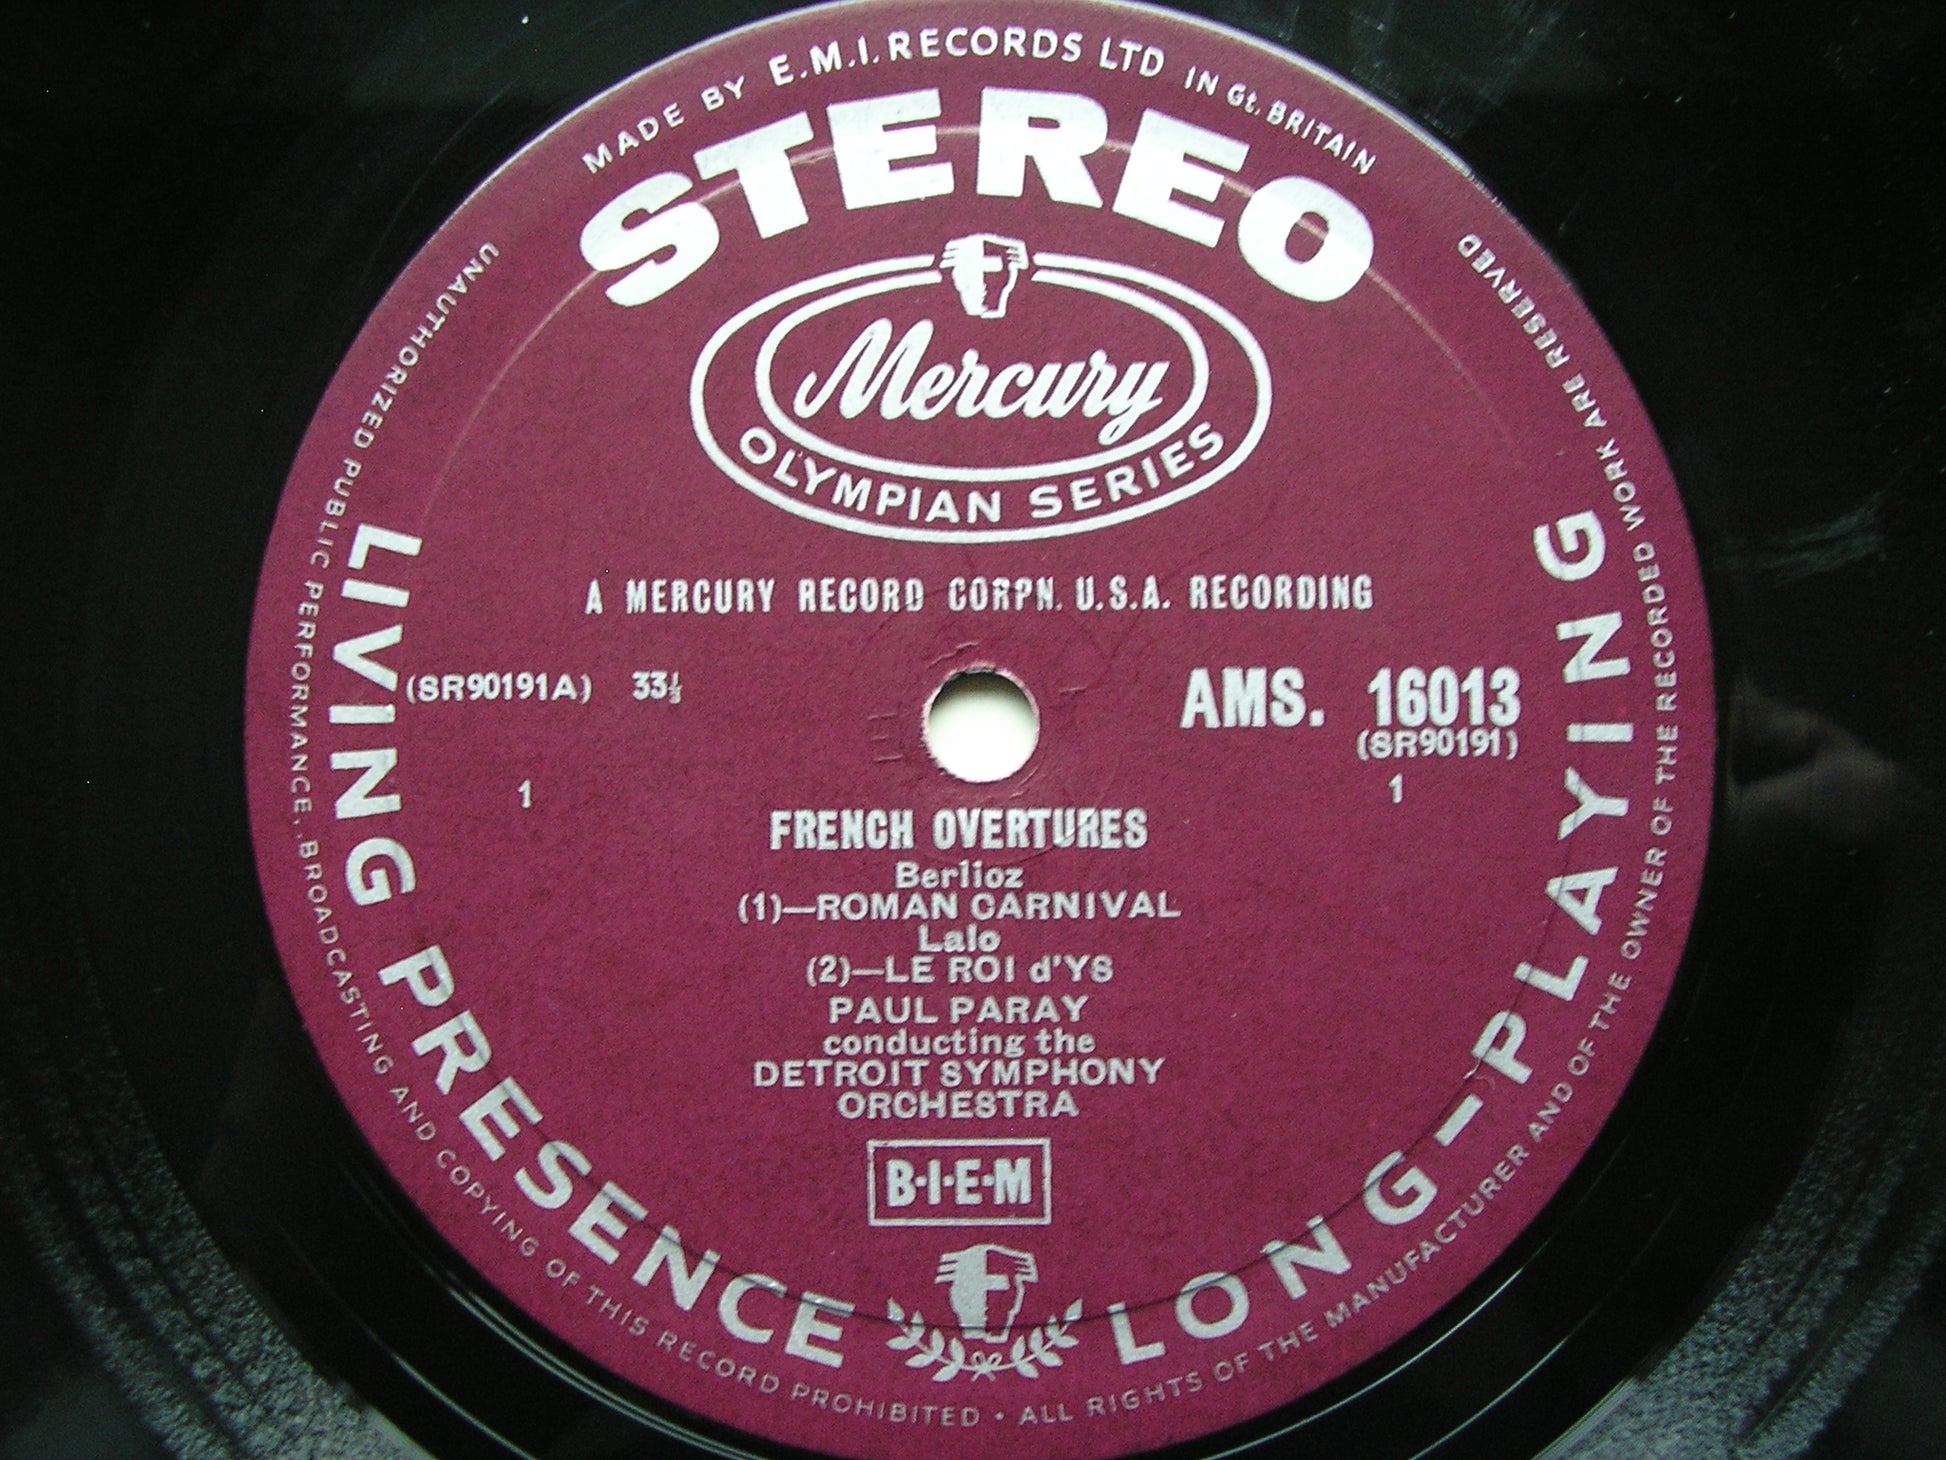 MADE BY E.M.I. RECORDS LTD IN Gt. BRITAIN
STEREO
Mercury
OLYMPIAN SERIES
A MERCURY RECORD CORPN. U.S.A. RECORDING
(SR90191A) 33⅓
AMS. 16013
(SR90191)
1
1
FRENCH OVERTURES
Berlioz
(1)—ROMAN CARNIVAL
Lalo
(2)—LE ROI d'YS
PAUL PARAY
conducting the
DETROIT SYMPHONY
ORCHESTRA
B·I·E·M
LIVING PRESENCE
LONG-PLAYING
UNAUTHORIZED PUBLIC PERFORMANCE, BROADCASTING AND COPYING OF THIS RECORD PROHIBITED • ALL RIGHTS OF THE MANUFACTURER AND OF THE OWNER OF THE RECORDED WORK ARE RESERVED